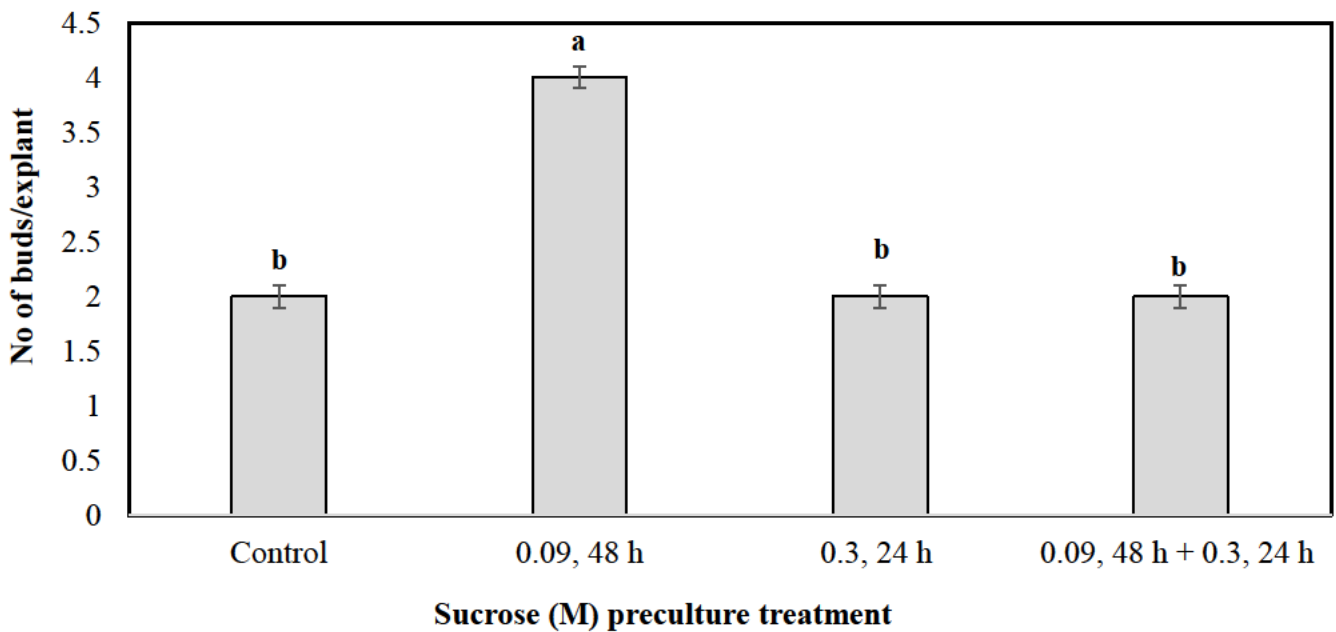 No of buds/explant
4.5
4
3.5
3
2.5
2
1.5
1
0.5
0
a
b
b
b
Control
0.09, 48 h
0.3, 24 h
0.09, 48 h + 0.3, 24 h
Sucrose (M) preculture treatment